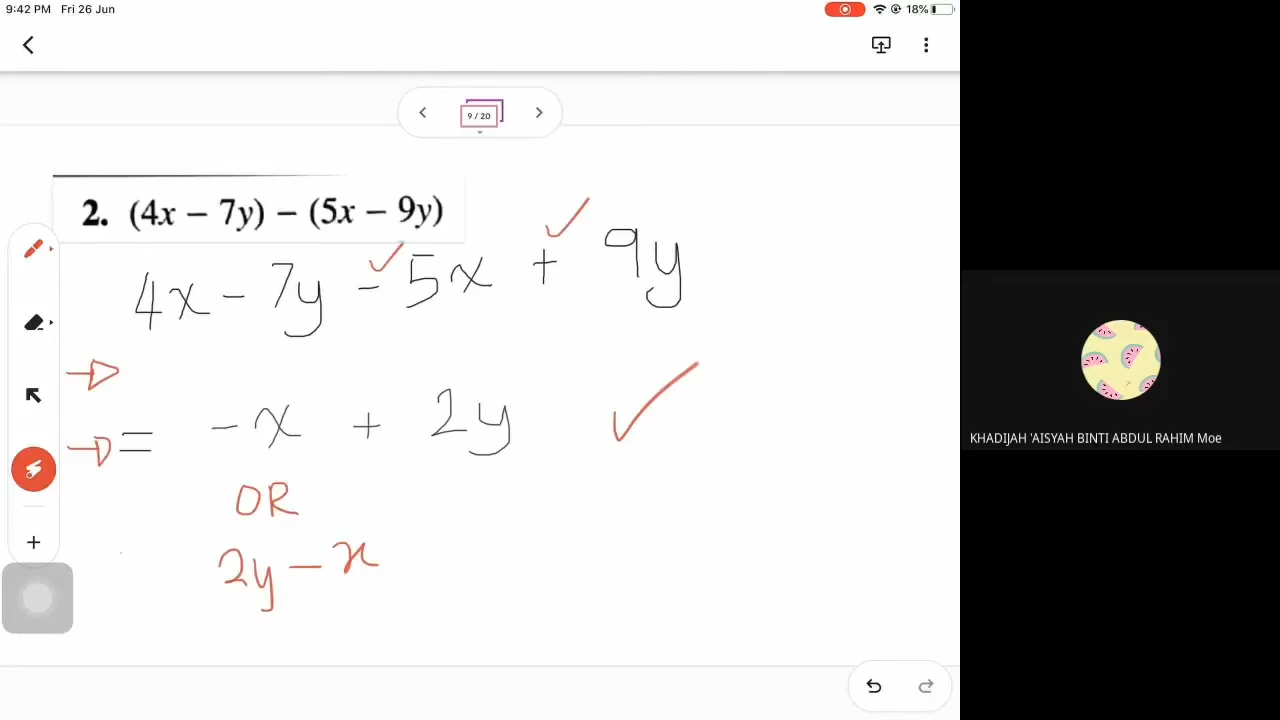 9:42 PM Fri 26 Jun
18%
9 / 20
2. (4x − 7y) − (5x − 9y)
4x − 7y − 5x + 9y
= −x + 2y
OR
2y − x
KHADIJAH 'AISYAH BINTI ABDUL RAHIM Moe